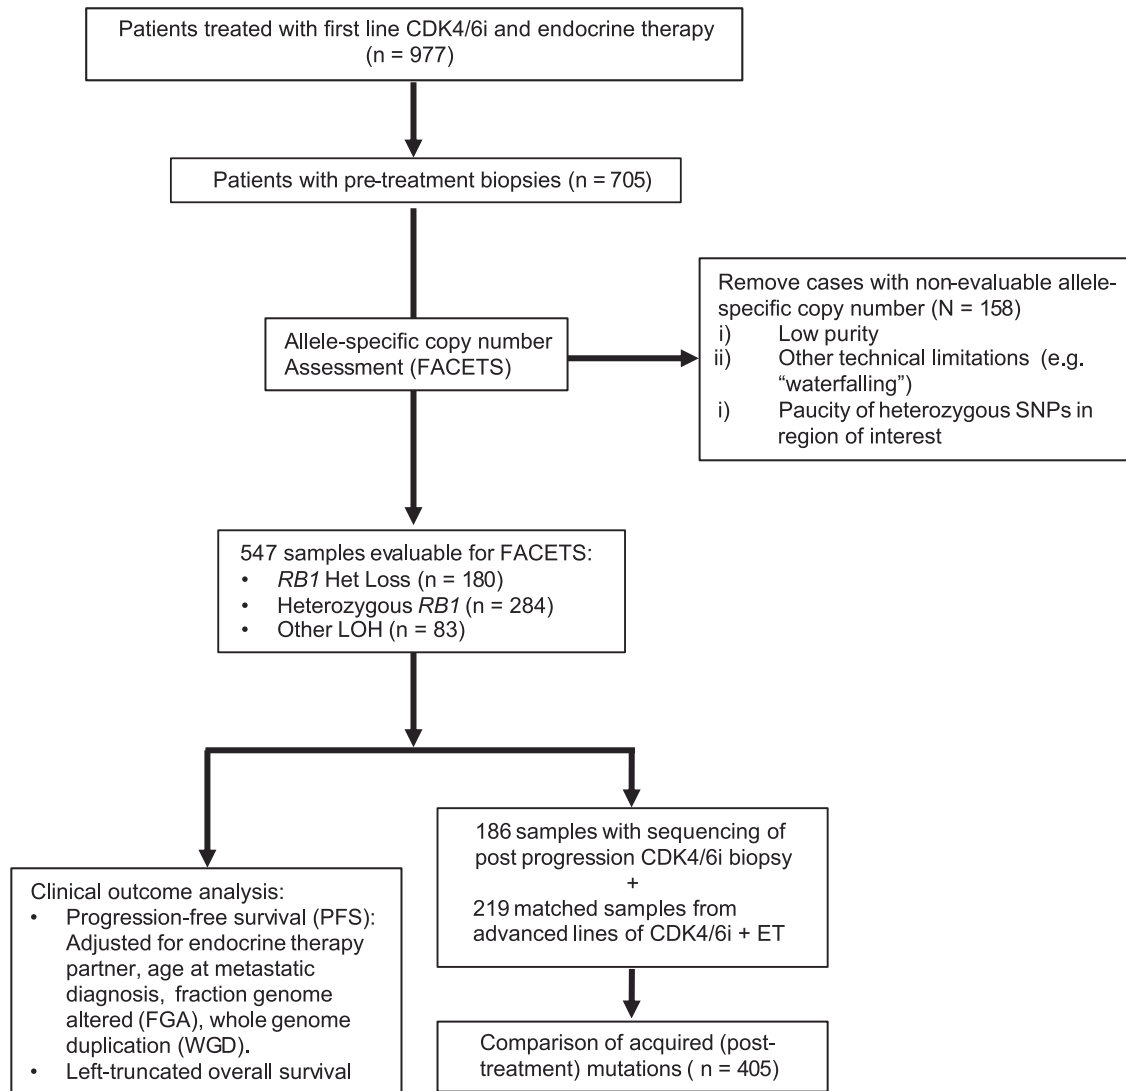 Patients treated with first line CDK4/6i and endocrine therapy
(n = 977)
Patients with pre-treatment biopsies (n = 705)
Remove cases with non-evaluable allele-
specific copy number (N = 158)
i) Low purity
ii) Other technical limitations (e.g.
“waterfalling”)
i) Paucity of heterozygous SNPs in
region of interest
Allele-specific copy number
Assessment (FACETS)
547 samples evaluable for FACETS:
• RB1 Het Loss (n = 180)
• Heterozygous RB1 (n = 284)
• Other LOH (n = 83)
186 samples with sequencing of
post progression CDK4/6i biopsy
+
219 matched samples from
advanced lines of CDK4/6i + ET
Clinical outcome analysis:
• Progression-free survival (PFS):
Adjusted for endocrine therapy
partner, age at metastatic
diagnosis, fraction genome
altered (FGA), whole genome
duplication (WGD).
• Left-truncated overall survival
Comparison of acquired (post-
treatment) mutations ( n = 405)